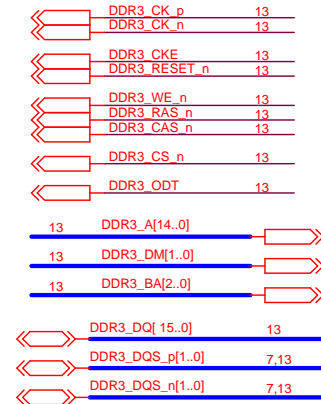 DDR3_CK_p 13
DDR3_CK_n 13
DDR3_CKE 13
DDR3_RESET_n 13
DDR3_WE_n 13
DDR3_RAS_n 13
DDR3_CAS_n 13
DDR3_CS_n 13
DDR3_ODT 13
13 DDR3_A[14..0]
13 DDR3_DM[1..0]
13 DDR3_BA[2..0]
DDR3_DQ[ 15..0] 13
DDR3_DQS_p[1..0] 7,13
DDR3_DQS_n[1..0] 7,13